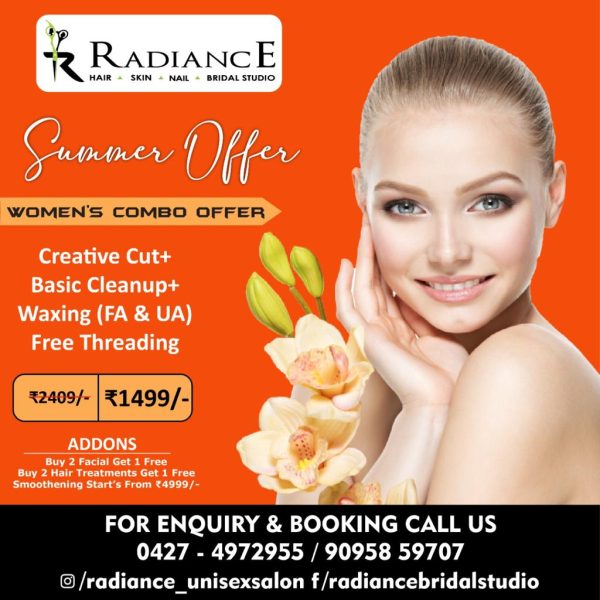 RADIANCE
HAIR ▲ SKIN ▲ NAIL ▲ BRIDAL STUDIO
Summer Offer
WOMEN'S COMBO OFFER
Creative Cut+
Basic Cleanup+
Waxing (FA & UA)
Free Threading
₹2409/- ₹1499/-
ADDONS
Buy 2 Facial Get 1 Free
Buy 2 Hair Treatments Get 1 Free
Smoothening Start's From ₹4999/-
FOR ENQUIRY & BOOKING CALL US
0427 - 4972955 / 90958 59707
/radiance_unisexsalon f/radiancebridalstudio